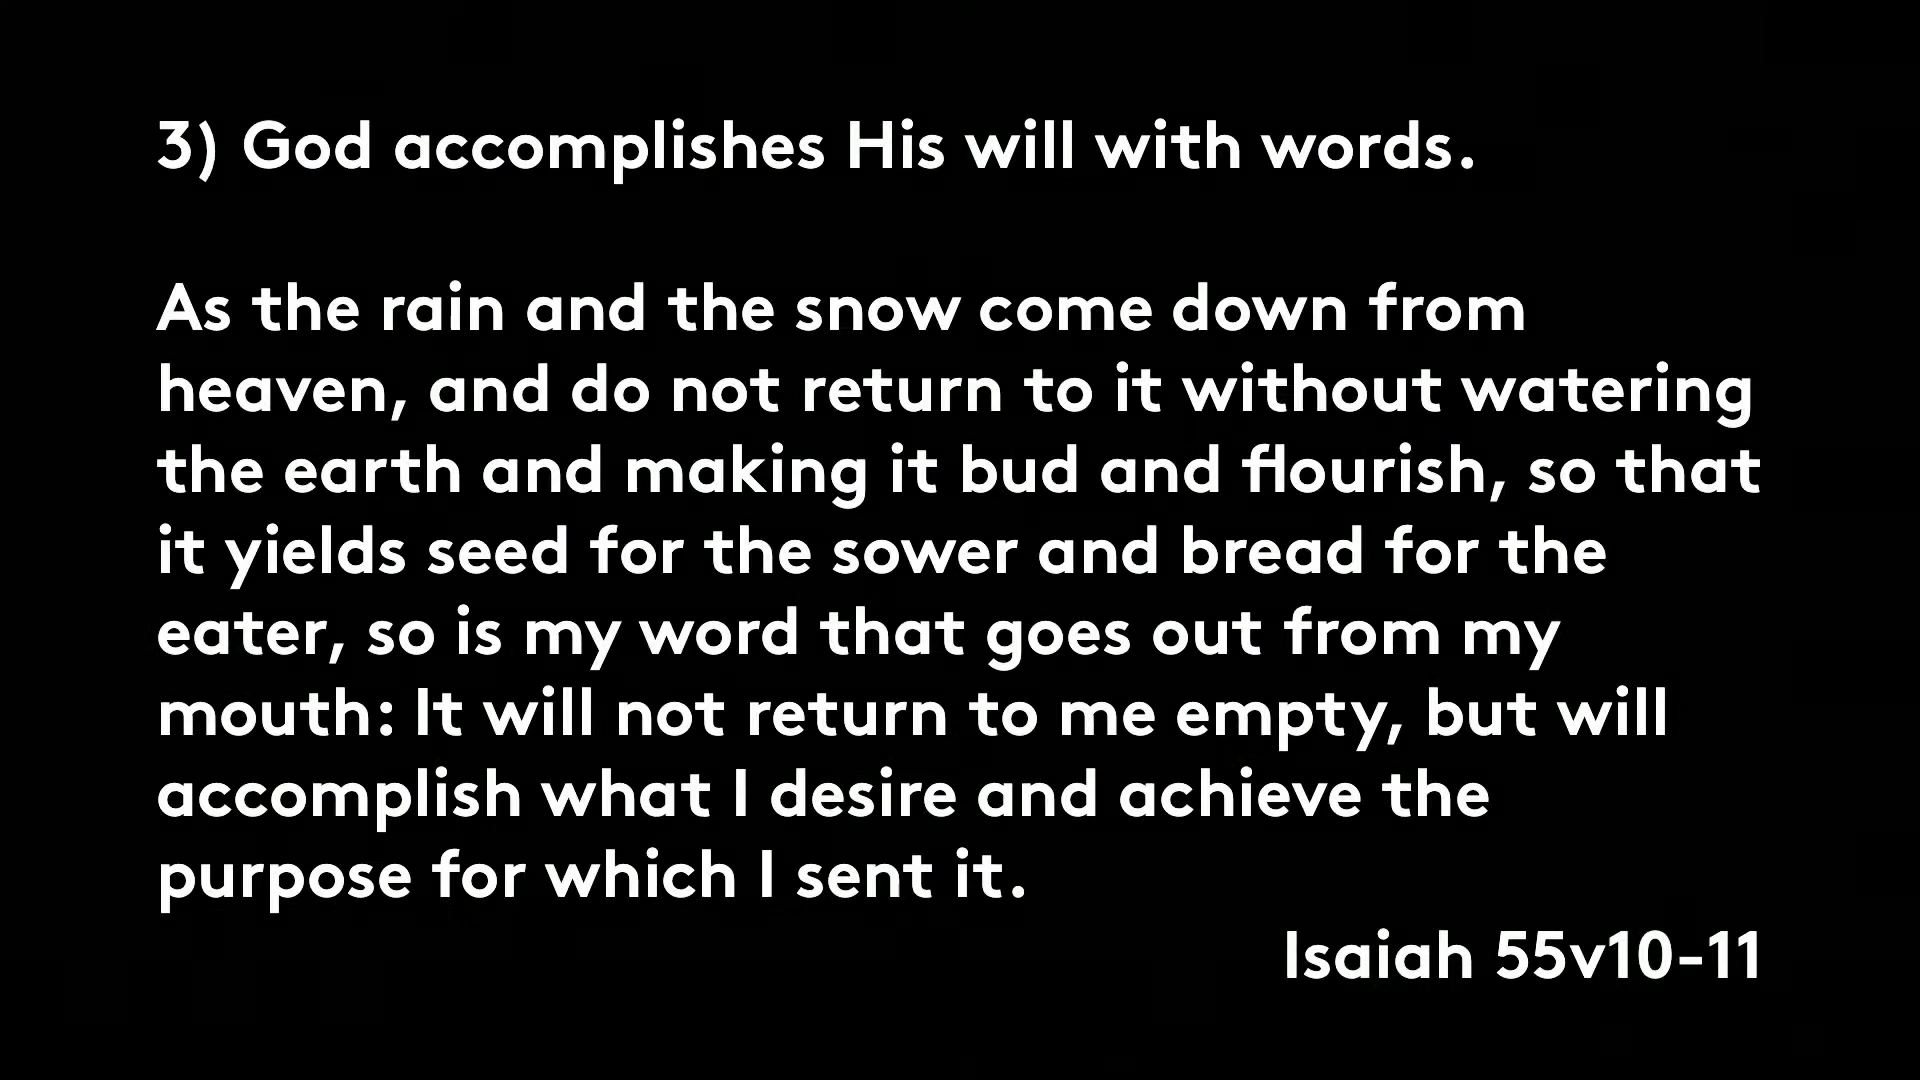 3) God accomplishes His will with words.
As the rain and the snow come down from
heaven, and do not return to it without watering
the earth and making it bud and flourish, so that
it yields seed for the sower and bread for the
eater, so is my word that goes out from my
mouth: It will not return to me empty, but will
accomplish what I desire and achieve the
purpose for which I sent it.
Isaiah 55v10-11